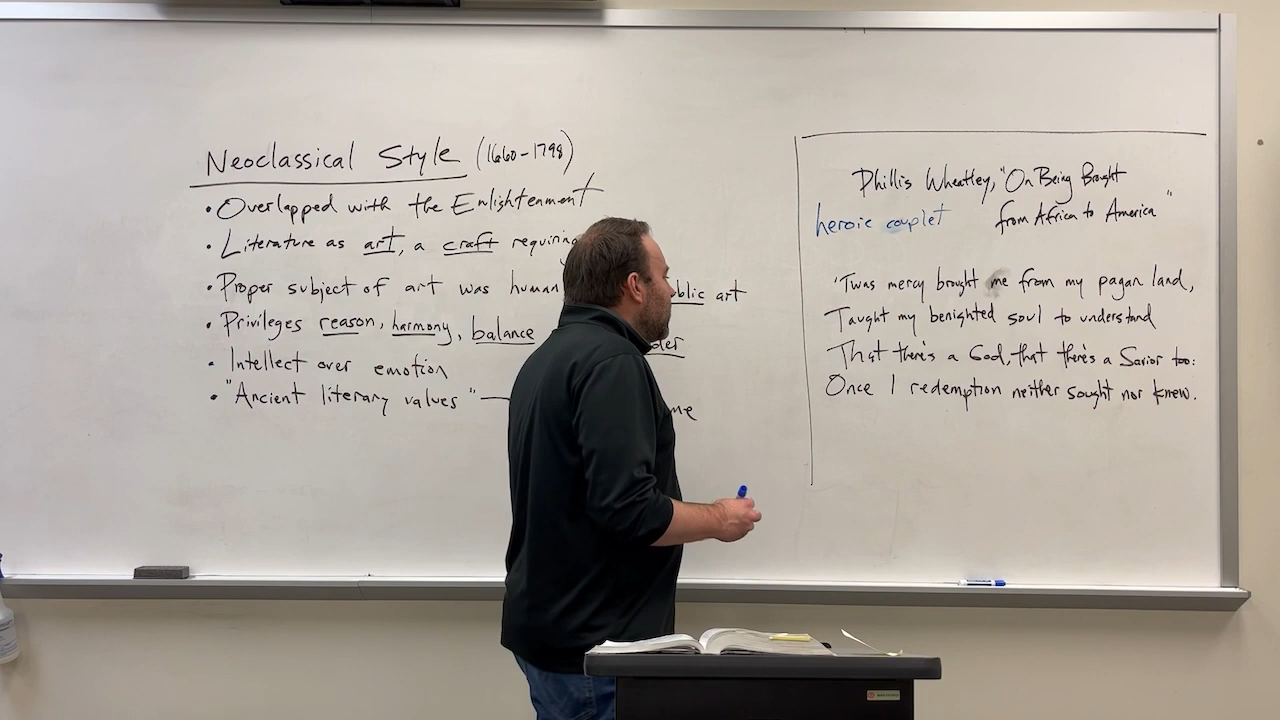 Neoclassical Style (1660-1798)
• Overlapped with the Enlightenment
• Literature as art, a craft requiring
• Proper subject of art was human art
• Privileges reason, harmony, balance
• Intellect over emotion
• "Ancient literary values" —
Phillis Wheatley, "On Being Brought
from Africa to America"
heroic couplet
'Twas mercy brought me from my pagan land,
Taught my benighted soul to understand
That there's a God, that there's a Savior too:
Once I redemption neither sought nor knew.